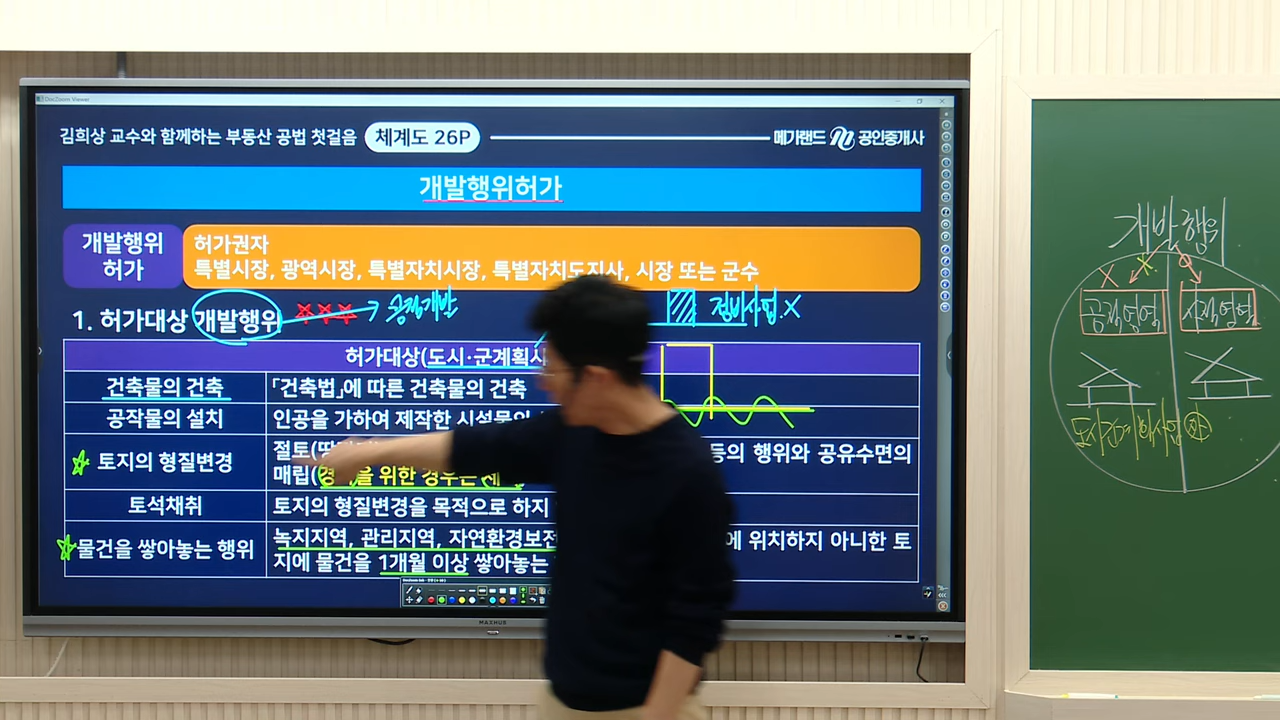 DocZoom Viewer
김희상 교수와 함께하는 부동산 공법 첫걸음 체계도 26P 메가랜드 공인중개사
개발행위허가
개발행위
허가
허가권자
특별시장, 광역시장, 특별자치시장, 특별자치도지사, 시장 또는 군수
1. 허가대상 개발행위
정비사업 X
허가대상(도시·군계획사
건축물의 건축
「건축법」에 따른 건축물의 건축
공작물의 설치
인공을 가하여 제작한 시설물의
토지의 형질변경
절토(
등의 행위와 공유수면의
매립(
을 위한 경우는 제
토석채취
토지의 형질변경을 목적으로 하지
물건을 쌓아놓는 행위
녹지지역, 관리지역, 자연환경보전
에 위치하지 아니한 토
지에 물건을 1개월 이상 쌓아놓는
MAXHUB
개발행위
X
공적영역
사적영역